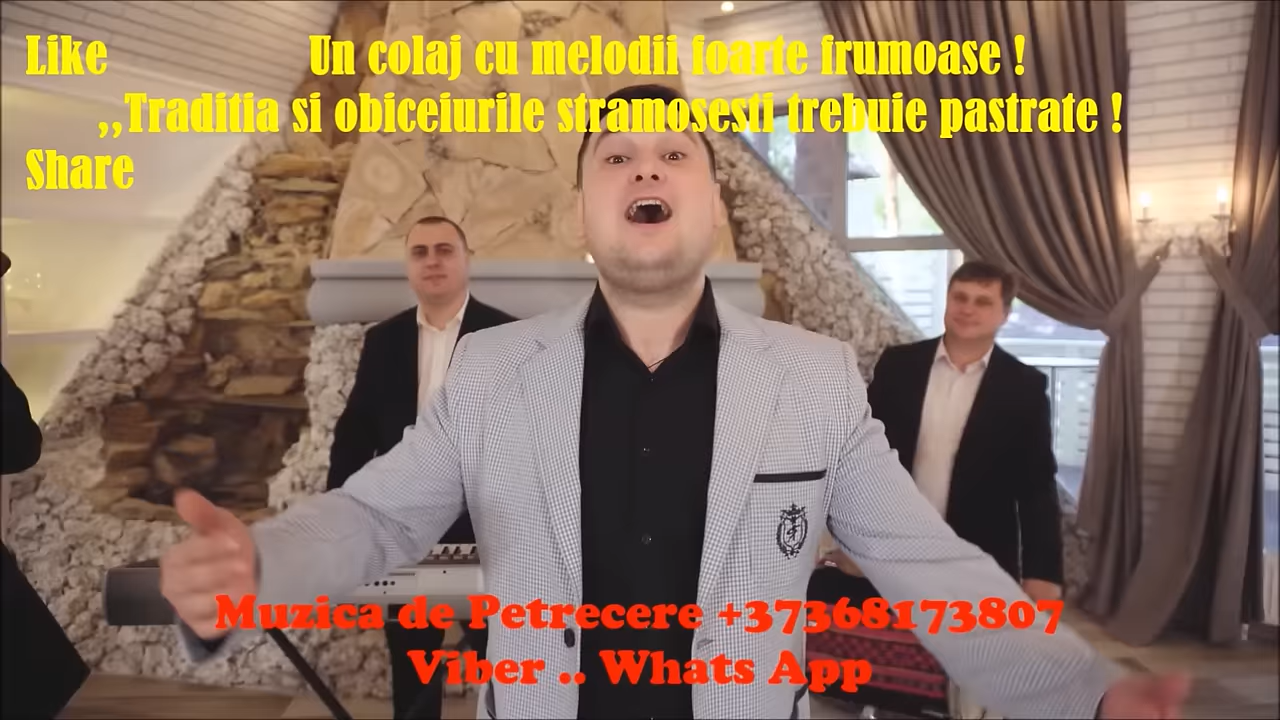 Like Un colaj cu melodii foarte frumoase !
,,Traditia si obiceiurile stramosesti trebuie pastrate !
Share
Muzica de Petrecere +37368173807
Viber .. Whats App